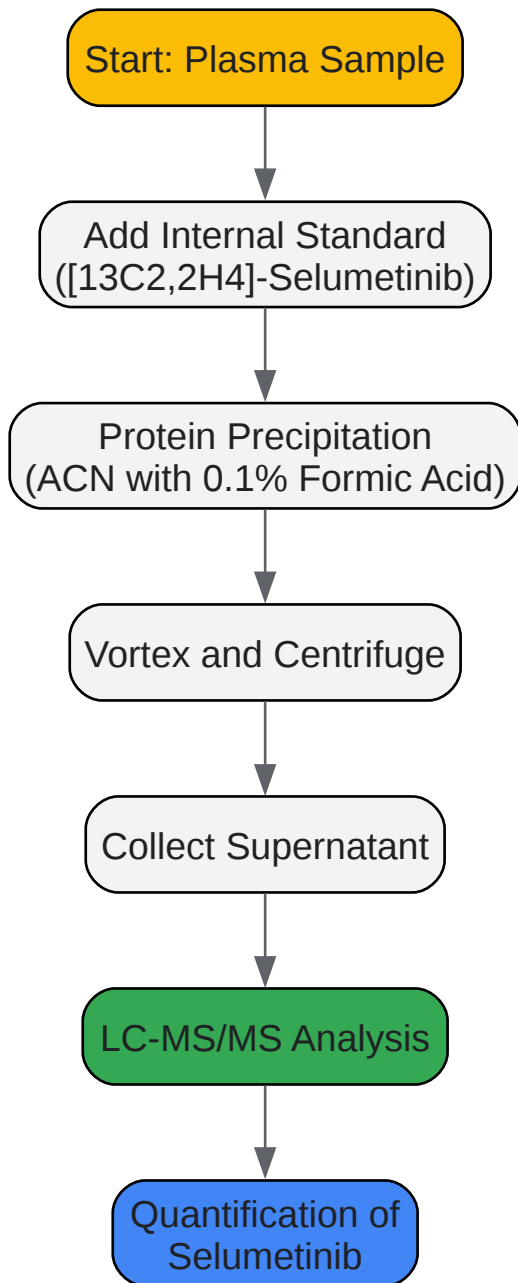 Start: Plasma Sample
Add Internal Standard
([13C2,2H4]-Selumetinib)
Protein Precipitation
(ACN with 0.1% Formic Acid)
Vortex and Centrifuge
Collect Supernatant
LC-MS/MS Analysis
Quantification of
Selumetinib